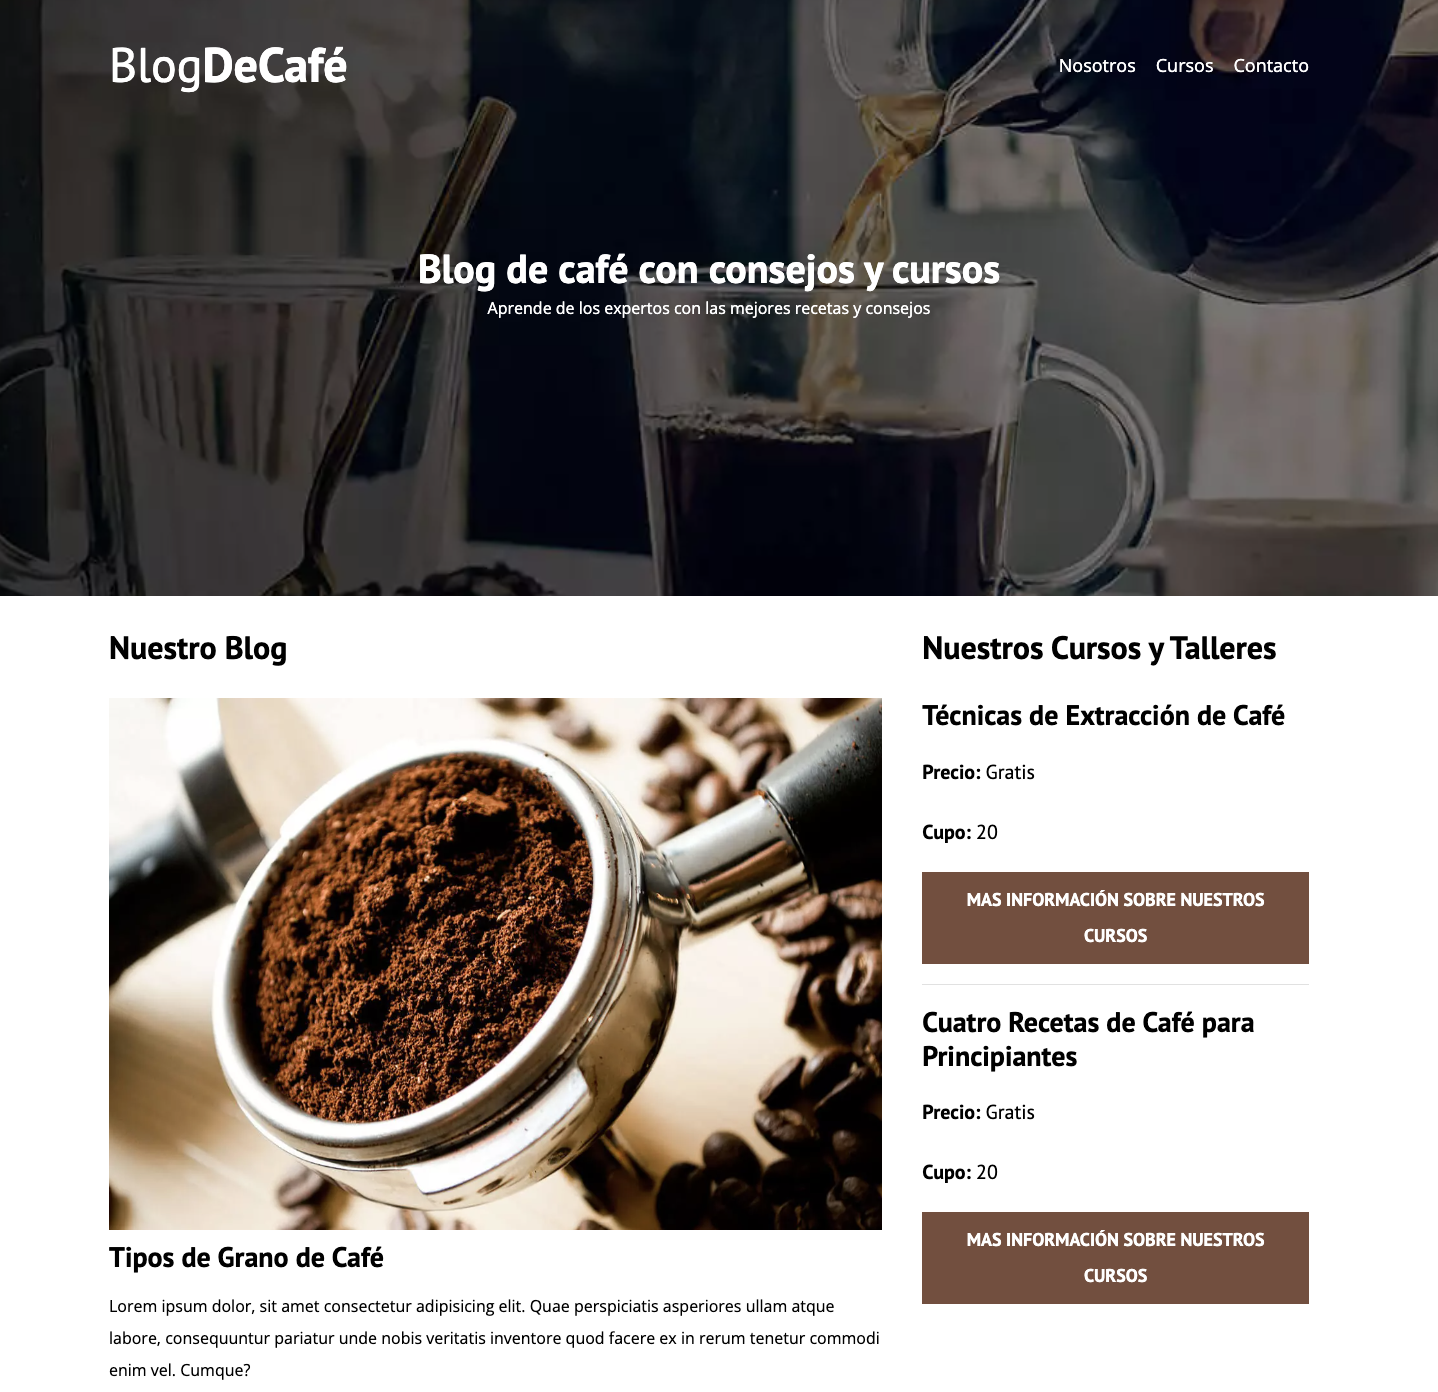 BlogDeCafé
Nosotros Cursos Contacto
Blog de café con consejos y cursos
Aprende de los expertos con las mejores recetas y consejos
Nuestro Blog
Tipos de Grano de Café
Lorem ipsum dolor, sit amet consectetur adipisicing elit. Quae perspiciatis asperiores ullam atque
labore, consequuntur pariatur unde nobis veritatis inventore quod facere ex in rerum tenetur commodi
enim vel. Cumque?
Nuestros Cursos y Talleres
Técnicas de Extracción de Café
Precio: Gratis
Cupo: 20
MAS INFORMACIÓN SOBRE NUESTROS
CURSOS
Cuatro Recetas de Café para
Principiantes
Precio: Gratis
Cupo: 20
MAS INFORMACIÓN SOBRE NUESTROS
CURSOS